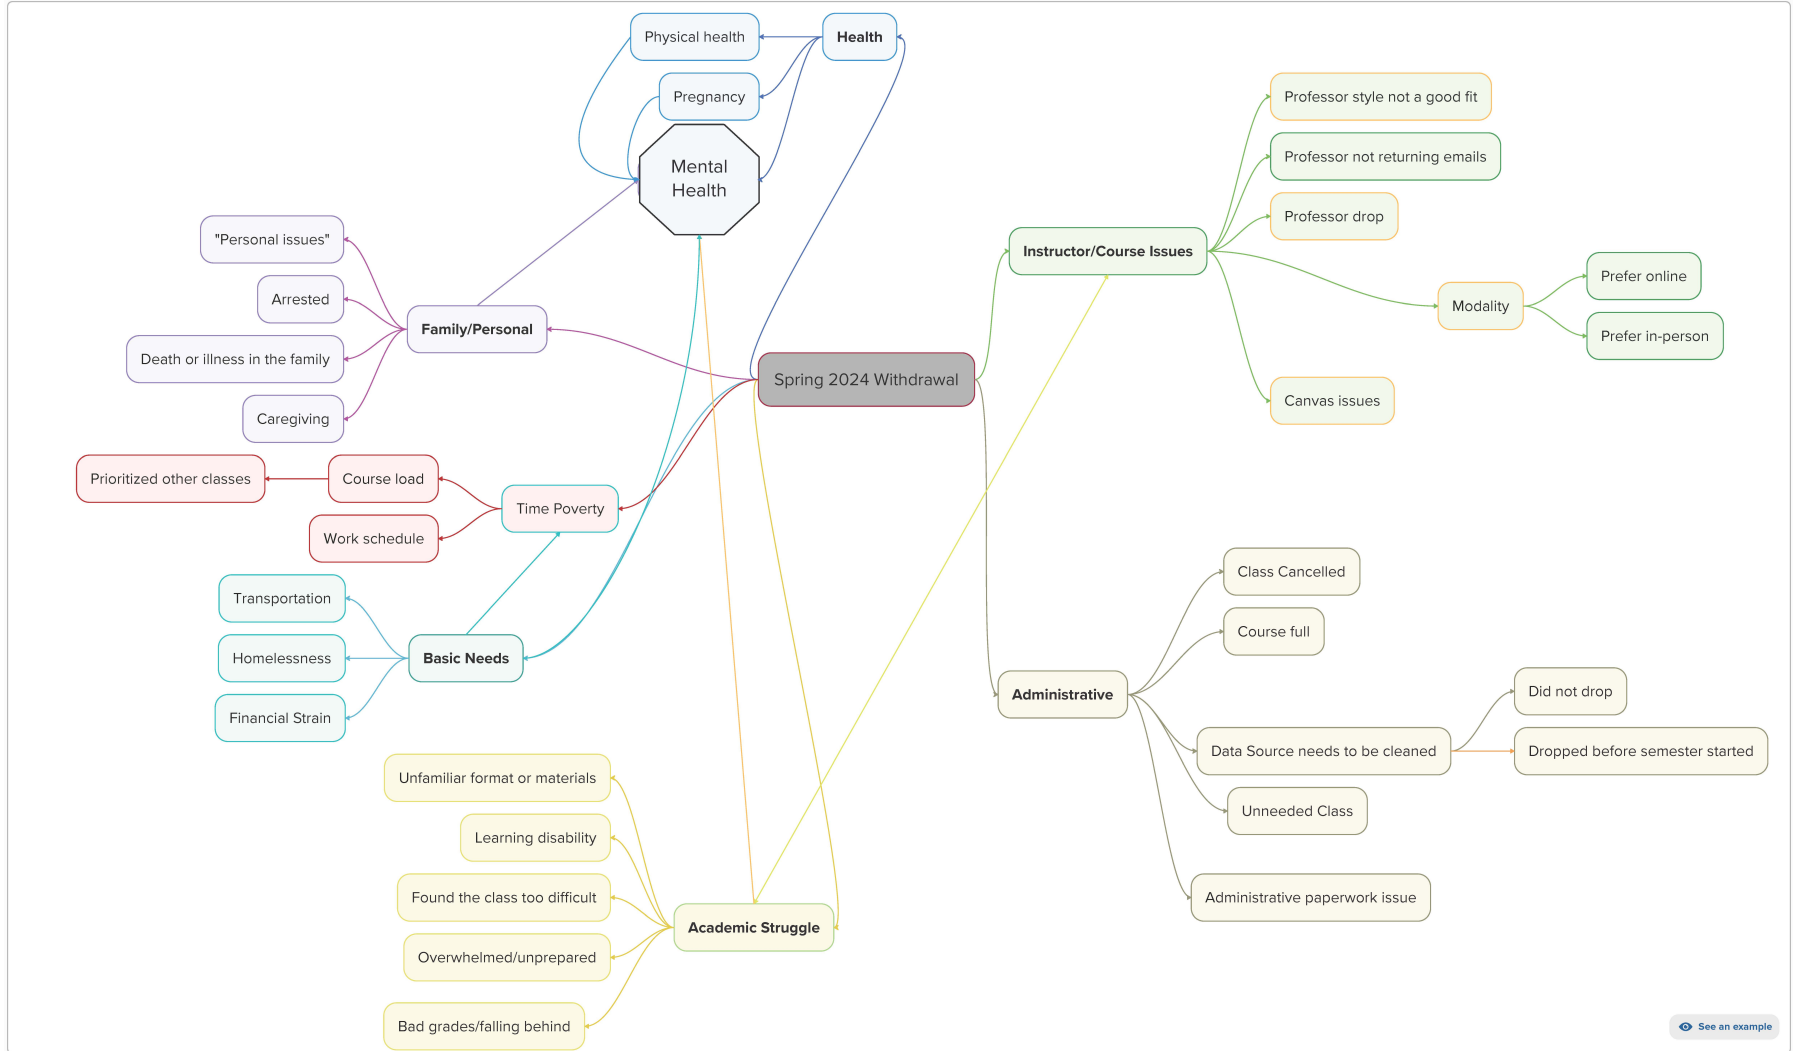 Physical health
Health
Pregnancy
Mental
Health
"Personal issues"
Arrested
Family/Personal
Death or illness in the family
Caregiving
Spring 2024 Withdrawal
Prioritized other classes
Course load
Time Poverty
Work schedule
Transportation
Homelessness
Basic Needs
Financial Strain
Unfamiliar format or materials
Learning disability
Found the class too difficult
Academic Struggle
Overwhelmed/unprepared
Bad grades/falling behind
Professor style not a good fit
Professor not returning emails
Professor drop
Instructor/Course Issues
Modality
Prefer online
Prefer in-person
Canvas issues
Class Cancelled
Course full
Administrative
Data Source needs to be cleaned
Did not drop
Dropped before semester started
Unneeded Class
Administrative paperwork issue
See an example